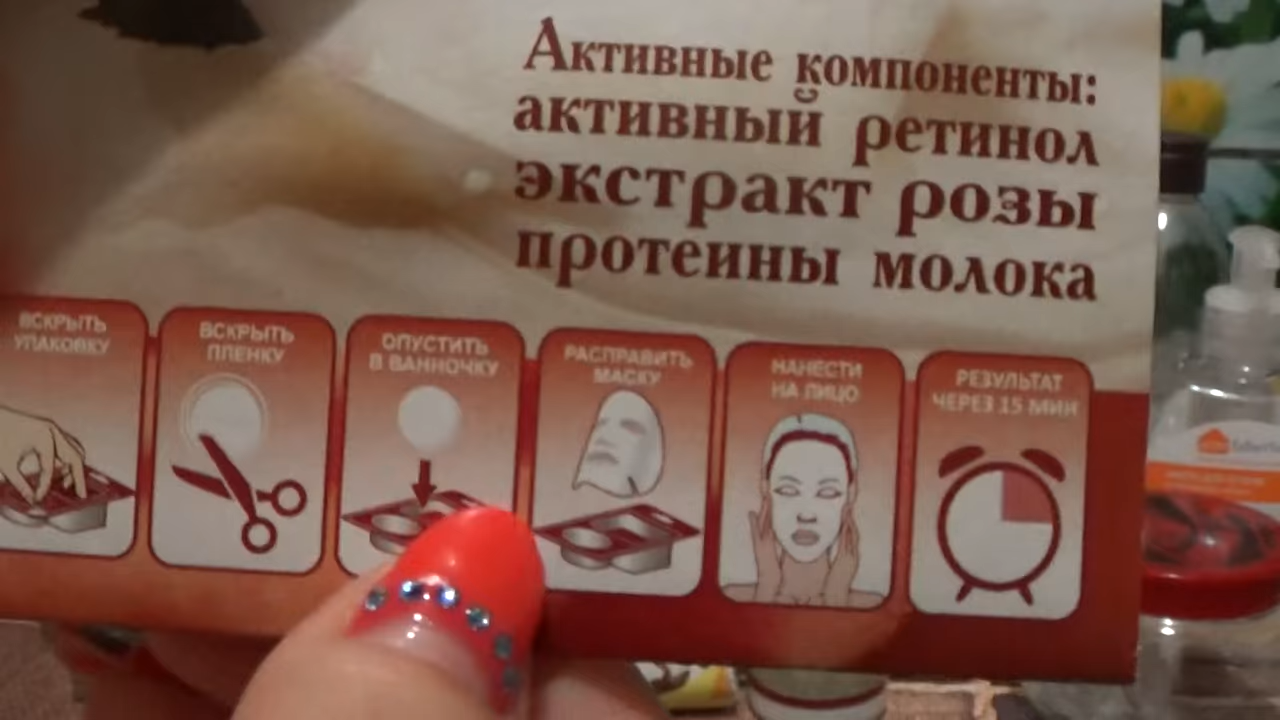 Активные компоненты:
активный ретинол
экстракт розы
протеины молока
ВСКРЫТЬ
УПАКОВКУ
ВСКРЫТЬ
ПЛЕНКУ
ОПУСТИТЬ
В ВАННОЧКУ
РАСПРАВИТЬ
МАСКУ
НАНЕСТИ
НА ЛИЦО
РЕЗУЛЬТАТ
ЧЕРЕЗ 15 МИН